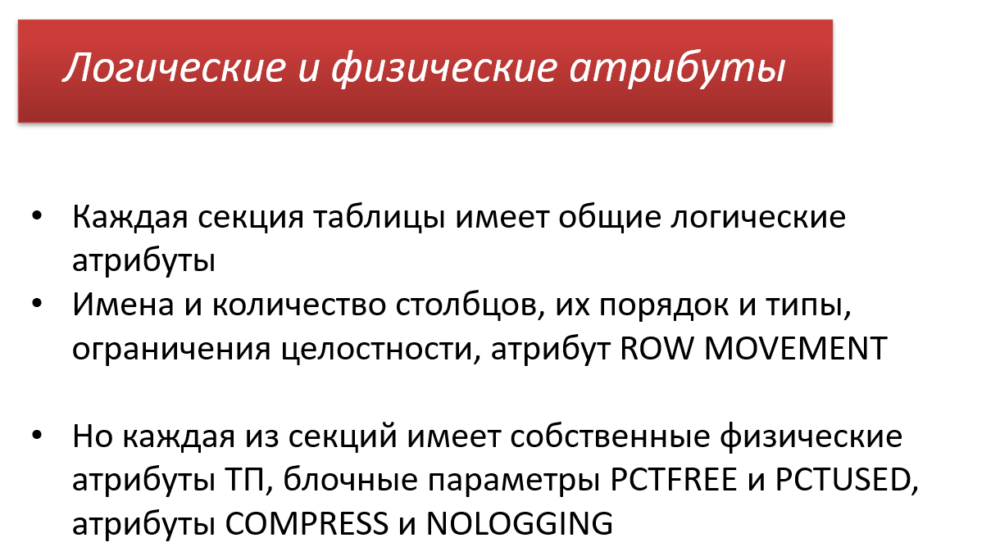 Логические и физические атрибуты
• Каждая секция таблицы имеет общие логические
атрибуты
• Имена и количество столбцов, их порядок и типы,
ограничения целостности, атрибут ROW MOVEMENT
• Но каждая из секций имеет собственные физические
атрибуты ТП, блочные параметры PCTFREE и PCTUSED,
атрибуты COMPRESS и NOLOGGING